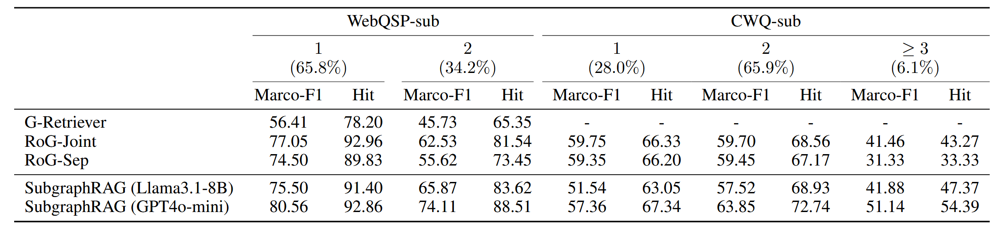 WebQSP-sub CWQ-sub
1 2 1 2 ≥ 3
(65.8%) (34.2%) (28.0%) (65.9%) (6.1%)
Marco-F1 Hit Marco-F1 Hit Marco-F1 Hit Marco-F1 Hit Marco-F1 Hit
G-Retriever 56.41 78.20 45.73 65.35 - - - - - -
RoG-Joint 77.05 92.96 62.53 81.54 59.75 66.33 59.70 68.56 41.46 43.27
RoG-Sep 74.50 89.83 55.62 73.45 59.35 66.20 59.45 67.17 31.33 33.33
SubgraphRAG (Llama3.1-8B) 75.50 91.40 65.87 83.62 51.54 63.05 57.52 68.93 41.88 47.37
SubgraphRAG (GPT4o-mini) 80.56 92.86 74.11 88.51 57.36 67.34 63.85 72.74 51.14 54.39